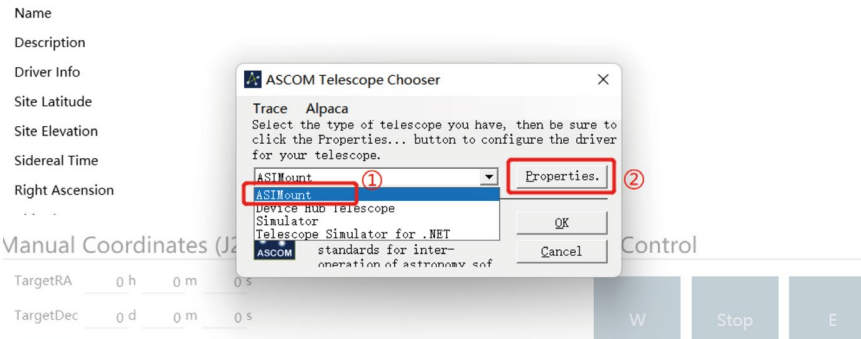 Name
Description
Driver Info
Site Latitude
Site Elevation
Sidereal Time
Right Ascension
Manual Coordinates (J2
TargetRA 0 h 0 m 0 s
TargetDec 0 d 0 m 0 s
ASCOM Telescope Chooser
Trace Alpaca
Select the type of telescope you have, then be sure to
click the Properties... button to configure the driver
for your telescope.
ASIMount ① Properties. ②
ASIMount
Device Hub Telescope
Simulator
Telescope Simulator for .NET
OK
ASCOM
standards for inter-
operation of astronomy sof
Cancel
Control
W Stop E